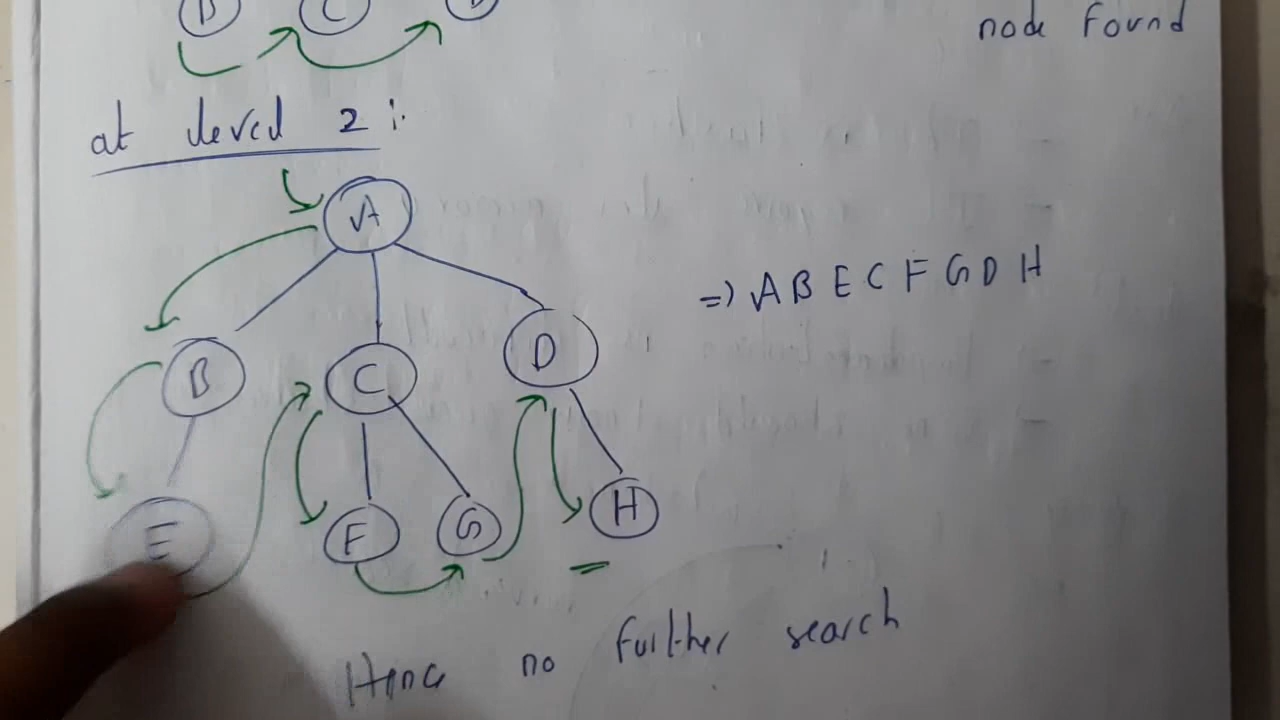 B C D
node Found
at level 2 :
A
=) A B E C F G D H
B C D
E F G H
Hence no further search